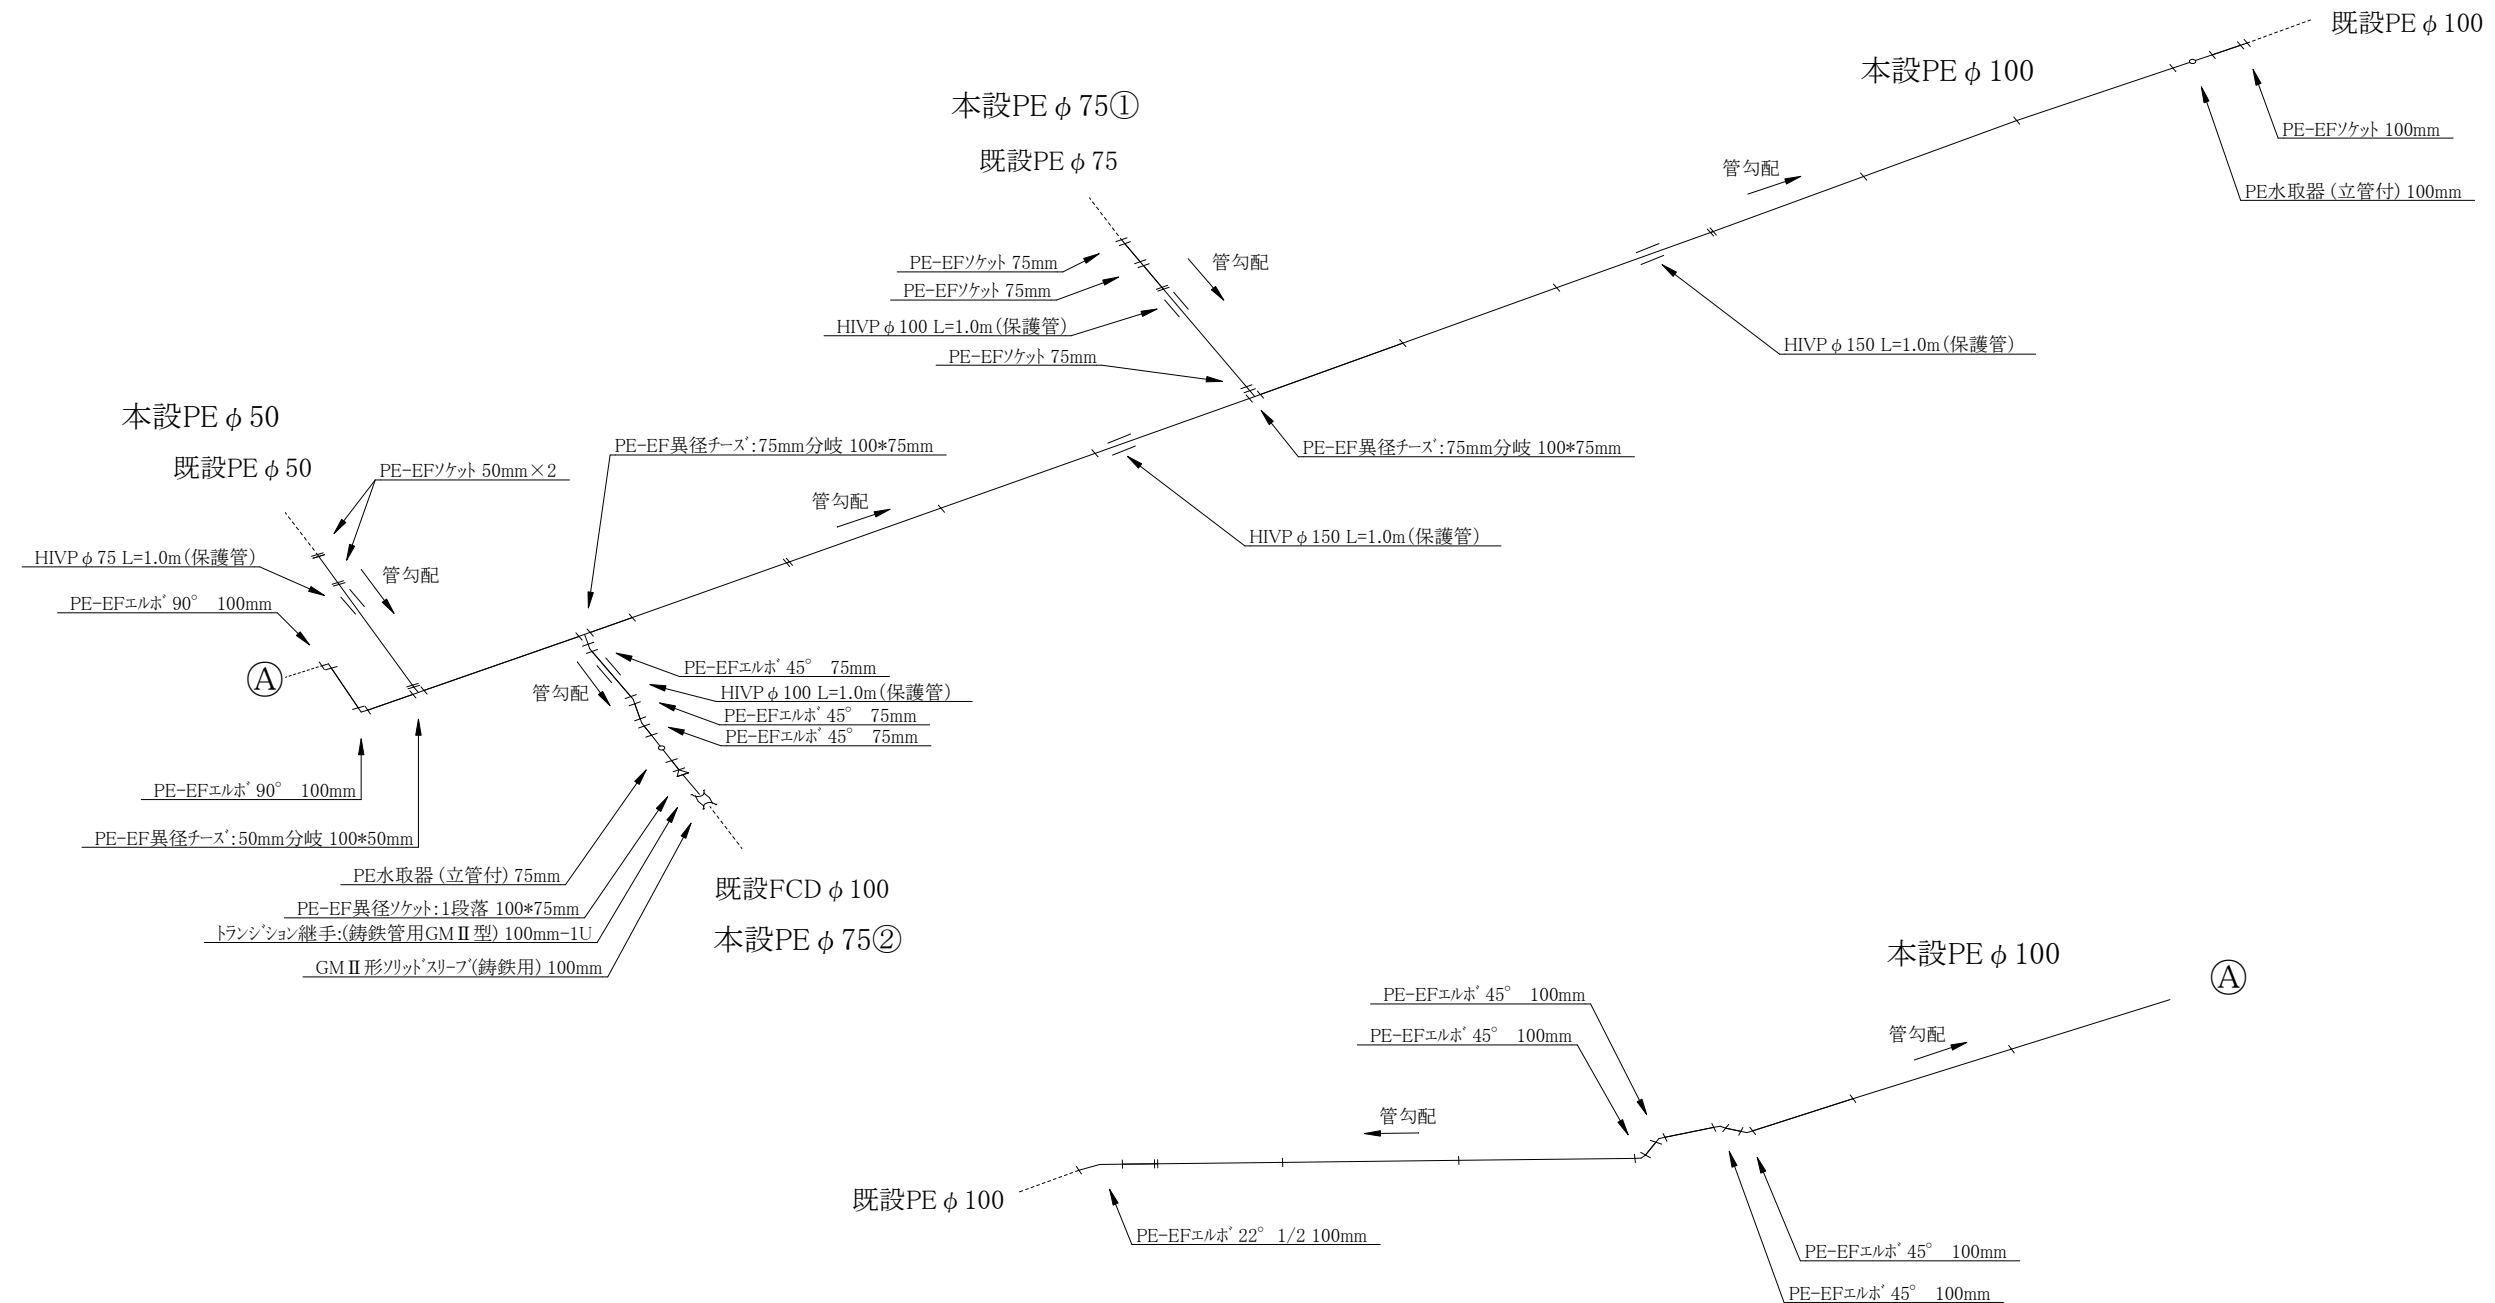 既設PEφ100
本設PEφ100
本設PEφ75①
既設PEφ75
PE-EFソケット 100mm
管勾配
PE水取器（立管付）100mm
PE-EFソケット 75mm
管勾配
PE-EFソケット 75mm
HIVPφ100 L=1.0m（保護管）
PE-EFソケット 75mm
HIVPφ150 L=1.0m（保護管）
本設PEφ50
既設PEφ50
PE-EFソケット 50mm×2
PE-EF異径チーズ：75mm分岐 100*75mm
PE-EF異径チーズ：75mm分岐 100*75mm
管勾配
HIVPφ150 L=1.0m（保護管）
HIVPφ75 L=1.0m（保護管）
管勾配
PE-EFエルボ 90° 100mm
Ⓐ
管勾配
PE-EFエルボ 45° 75mm
HIVPφ100 L=1.0m（保護管）
PE-EFエルボ 45° 75mm
PE-EFエルボ 45° 75mm
PE-EFエルボ 90° 100mm
PE-EF異径チーズ：50mm分岐 100*50mm
PE水取器（立管付）75mm
PE-EF異径ソケット：1段落 100*75mm
トランジション継手:(鋳鉄管用GMⅡ型) 100mm-1U
GMⅡ形ソリッドスリーブ(鋳鉄用) 100mm
既設FCDφ100
本設PEφ75②
本設PEφ100
Ⓐ
PE-EFエルボ 45° 100mm
PE-EFエルボ 45° 100mm
管勾配
管勾配
既設PEφ100
PE-EFエルボ 22° 1/2 100mm
PE-EFエルボ 45° 100mm
PE-EFエルボ 45° 100mm